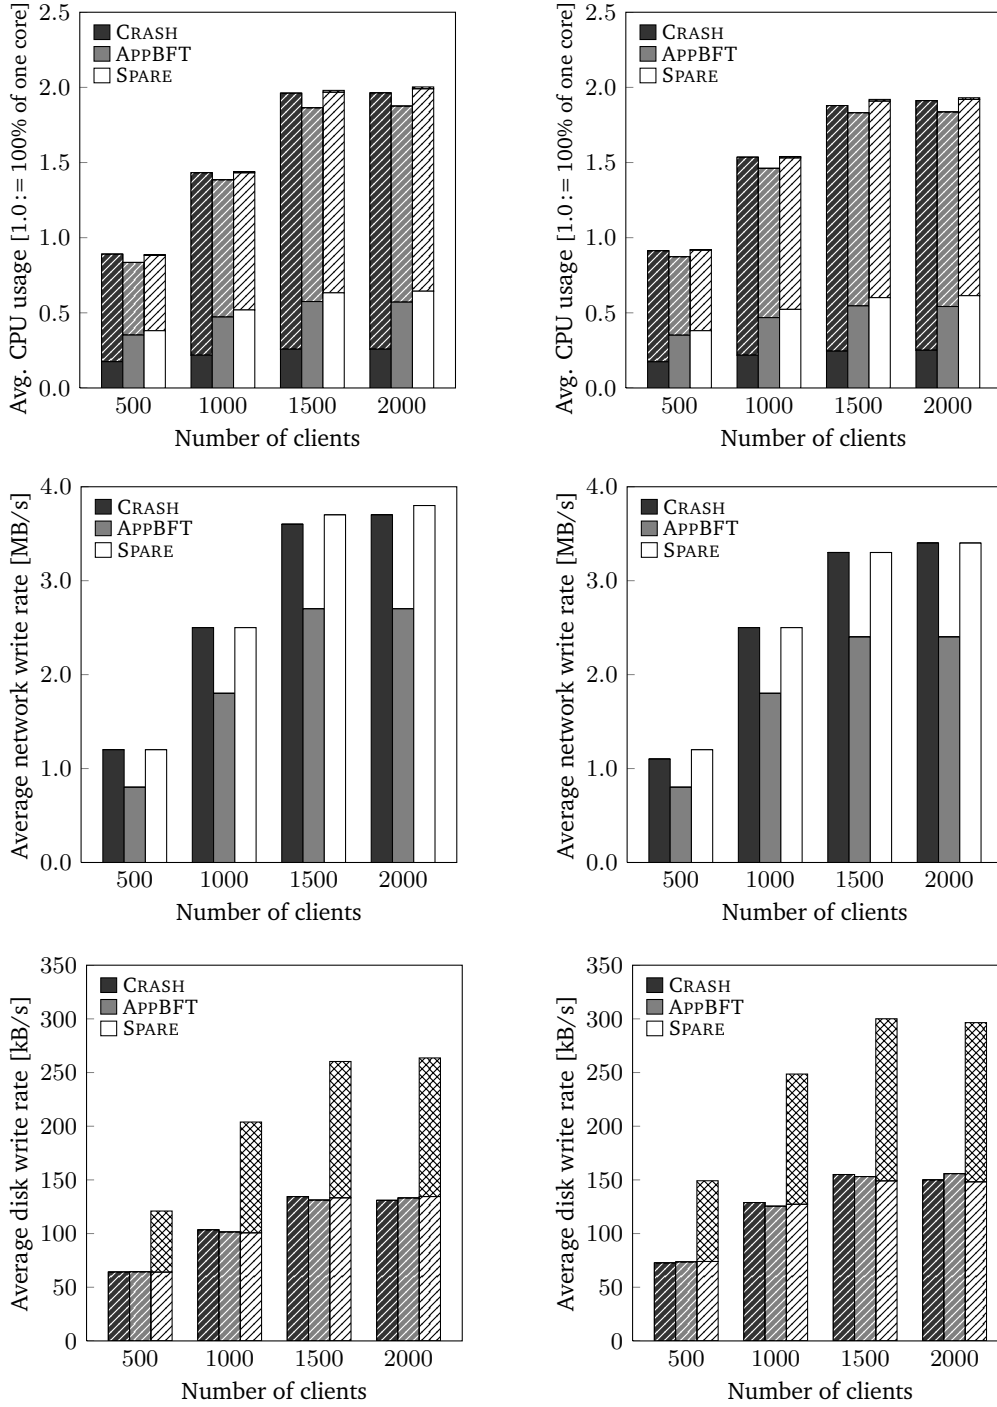 Avg. CPU usage [1.0 := 100% of one core]
2.5
2.0
1.5
1.0
0.5
0.0
CRASH
APPBFT
SPARE
500 1000 1500 2000
Number of clients
Avg. CPU usage [1.0 := 100% of one core]
2.5
2.0
1.5
1.0
0.5
0.0
CRASH
APPBFT
SPARE
500 1000 1500 2000
Number of clients
Average network write rate [MB/s]
4.0
3.0
2.0
1.0
0.0
CRASH
APPBFT
SPARE
500 1000 1500 2000
Number of clients
Average network write rate [MB/s]
4.0
3.0
2.0
1.0
0.0
CRASH
APPBFT
SPARE
500 1000 1500 2000
Number of clients
Average disk write rate [kB/s]
350
300
250
200
150
100
50
0
CRASH
APPBFT
SPARE
500 1000 1500 2000
Number of clients
Average disk write rate [kB/s]
350
300
250
200
150
100
50
0
CRASH
APPBFT
SPARE
500 1000 1500 2000
Number of clients